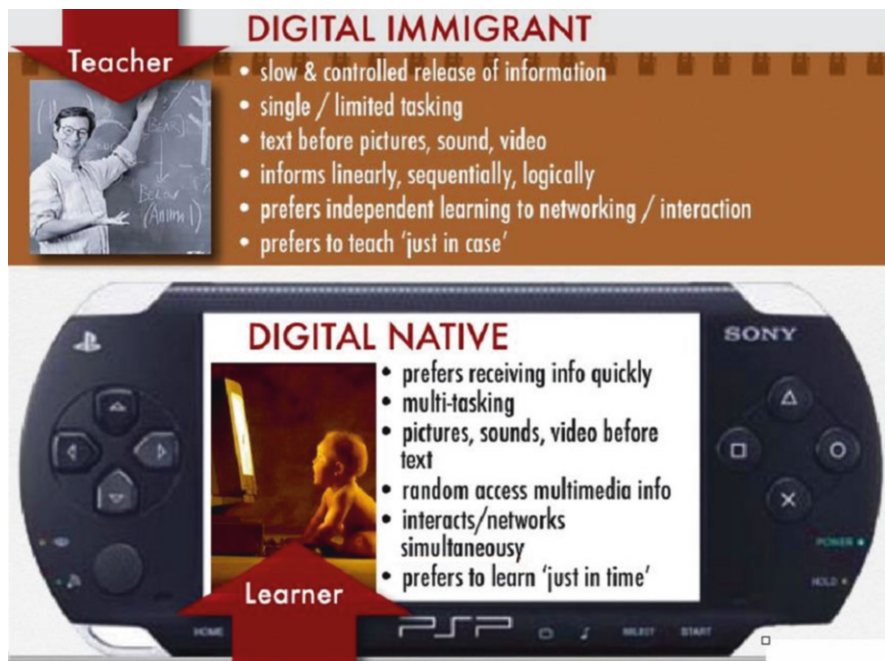 DIGITAL IMMIGRANT
Teacher
• slow & controlled release of information
• single / limited tasking
• text before pictures, sound, video
• informs linearly, sequentially, logically
• prefers independent learning to networking / interaction
• prefers to teach ‘just in case’
DIGITAL NATIVE
SONY
• prefers receiving info quickly
• multi-tasking
• pictures, sounds, video before
text
• random access multimedia info
• interacts/networks
simultaneousy
• prefers to learn ‘just in time’
POWER
HOLD
Learner
HOME
PSP
SELECT
START